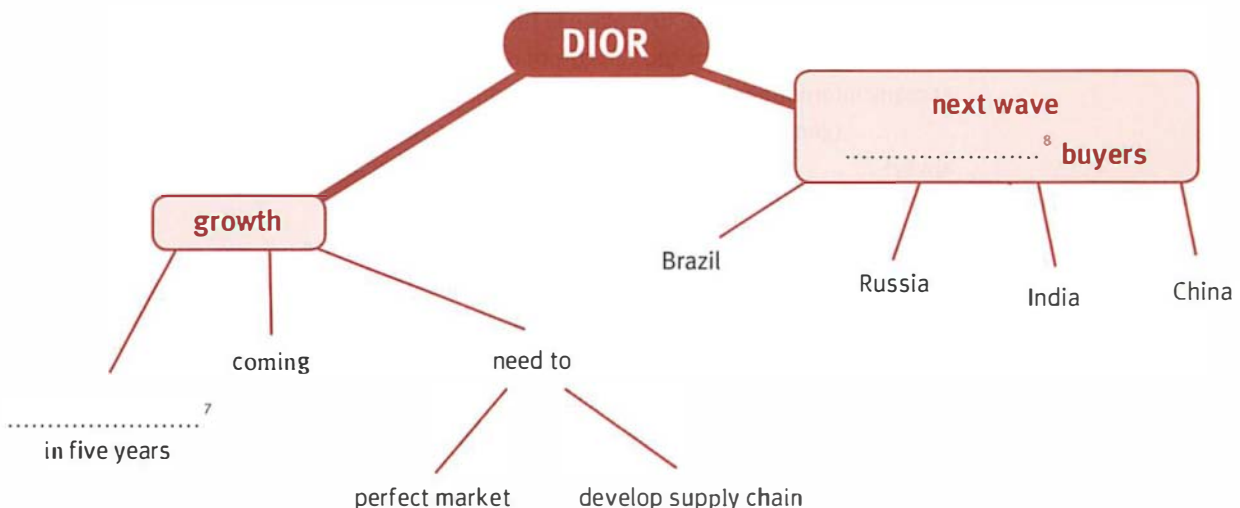 DIOR
next wave
........................ 8 buyers
growth
Brazil
Russia
India
China
coming
need to
........................ 7
in five years
perfect market
develop supply chain